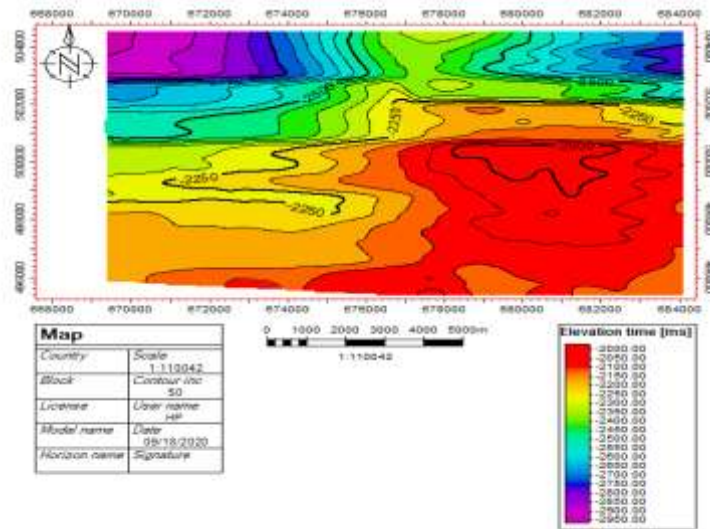 668000 670000 672000 674000 676000 678000 680000 682000 684000
N
-2250
-2250
-2250
-2250
500000
668000 670000 672000 674000 676000 678000 680000 682000 684000
Map
Country
Scale
1:110042
Block
Contour inc
50
License
User name
HP
Model name
Date
09/18/2020
Horizon name
Signature
0 1000 2000 3000 4000 5000m
1:110042
Elevation time [ms]
-2000.00
-2050.00
-2100.00
-2150.00
-2200.00
-2250.00
-2300.00
-2350.00
-2400.00
-2450.00
-2500.00
-2550.00
-2600.00
-2650.00
-2700.00
-2750.00
-2800.00
-2850.00
-2900.00
-2950.00